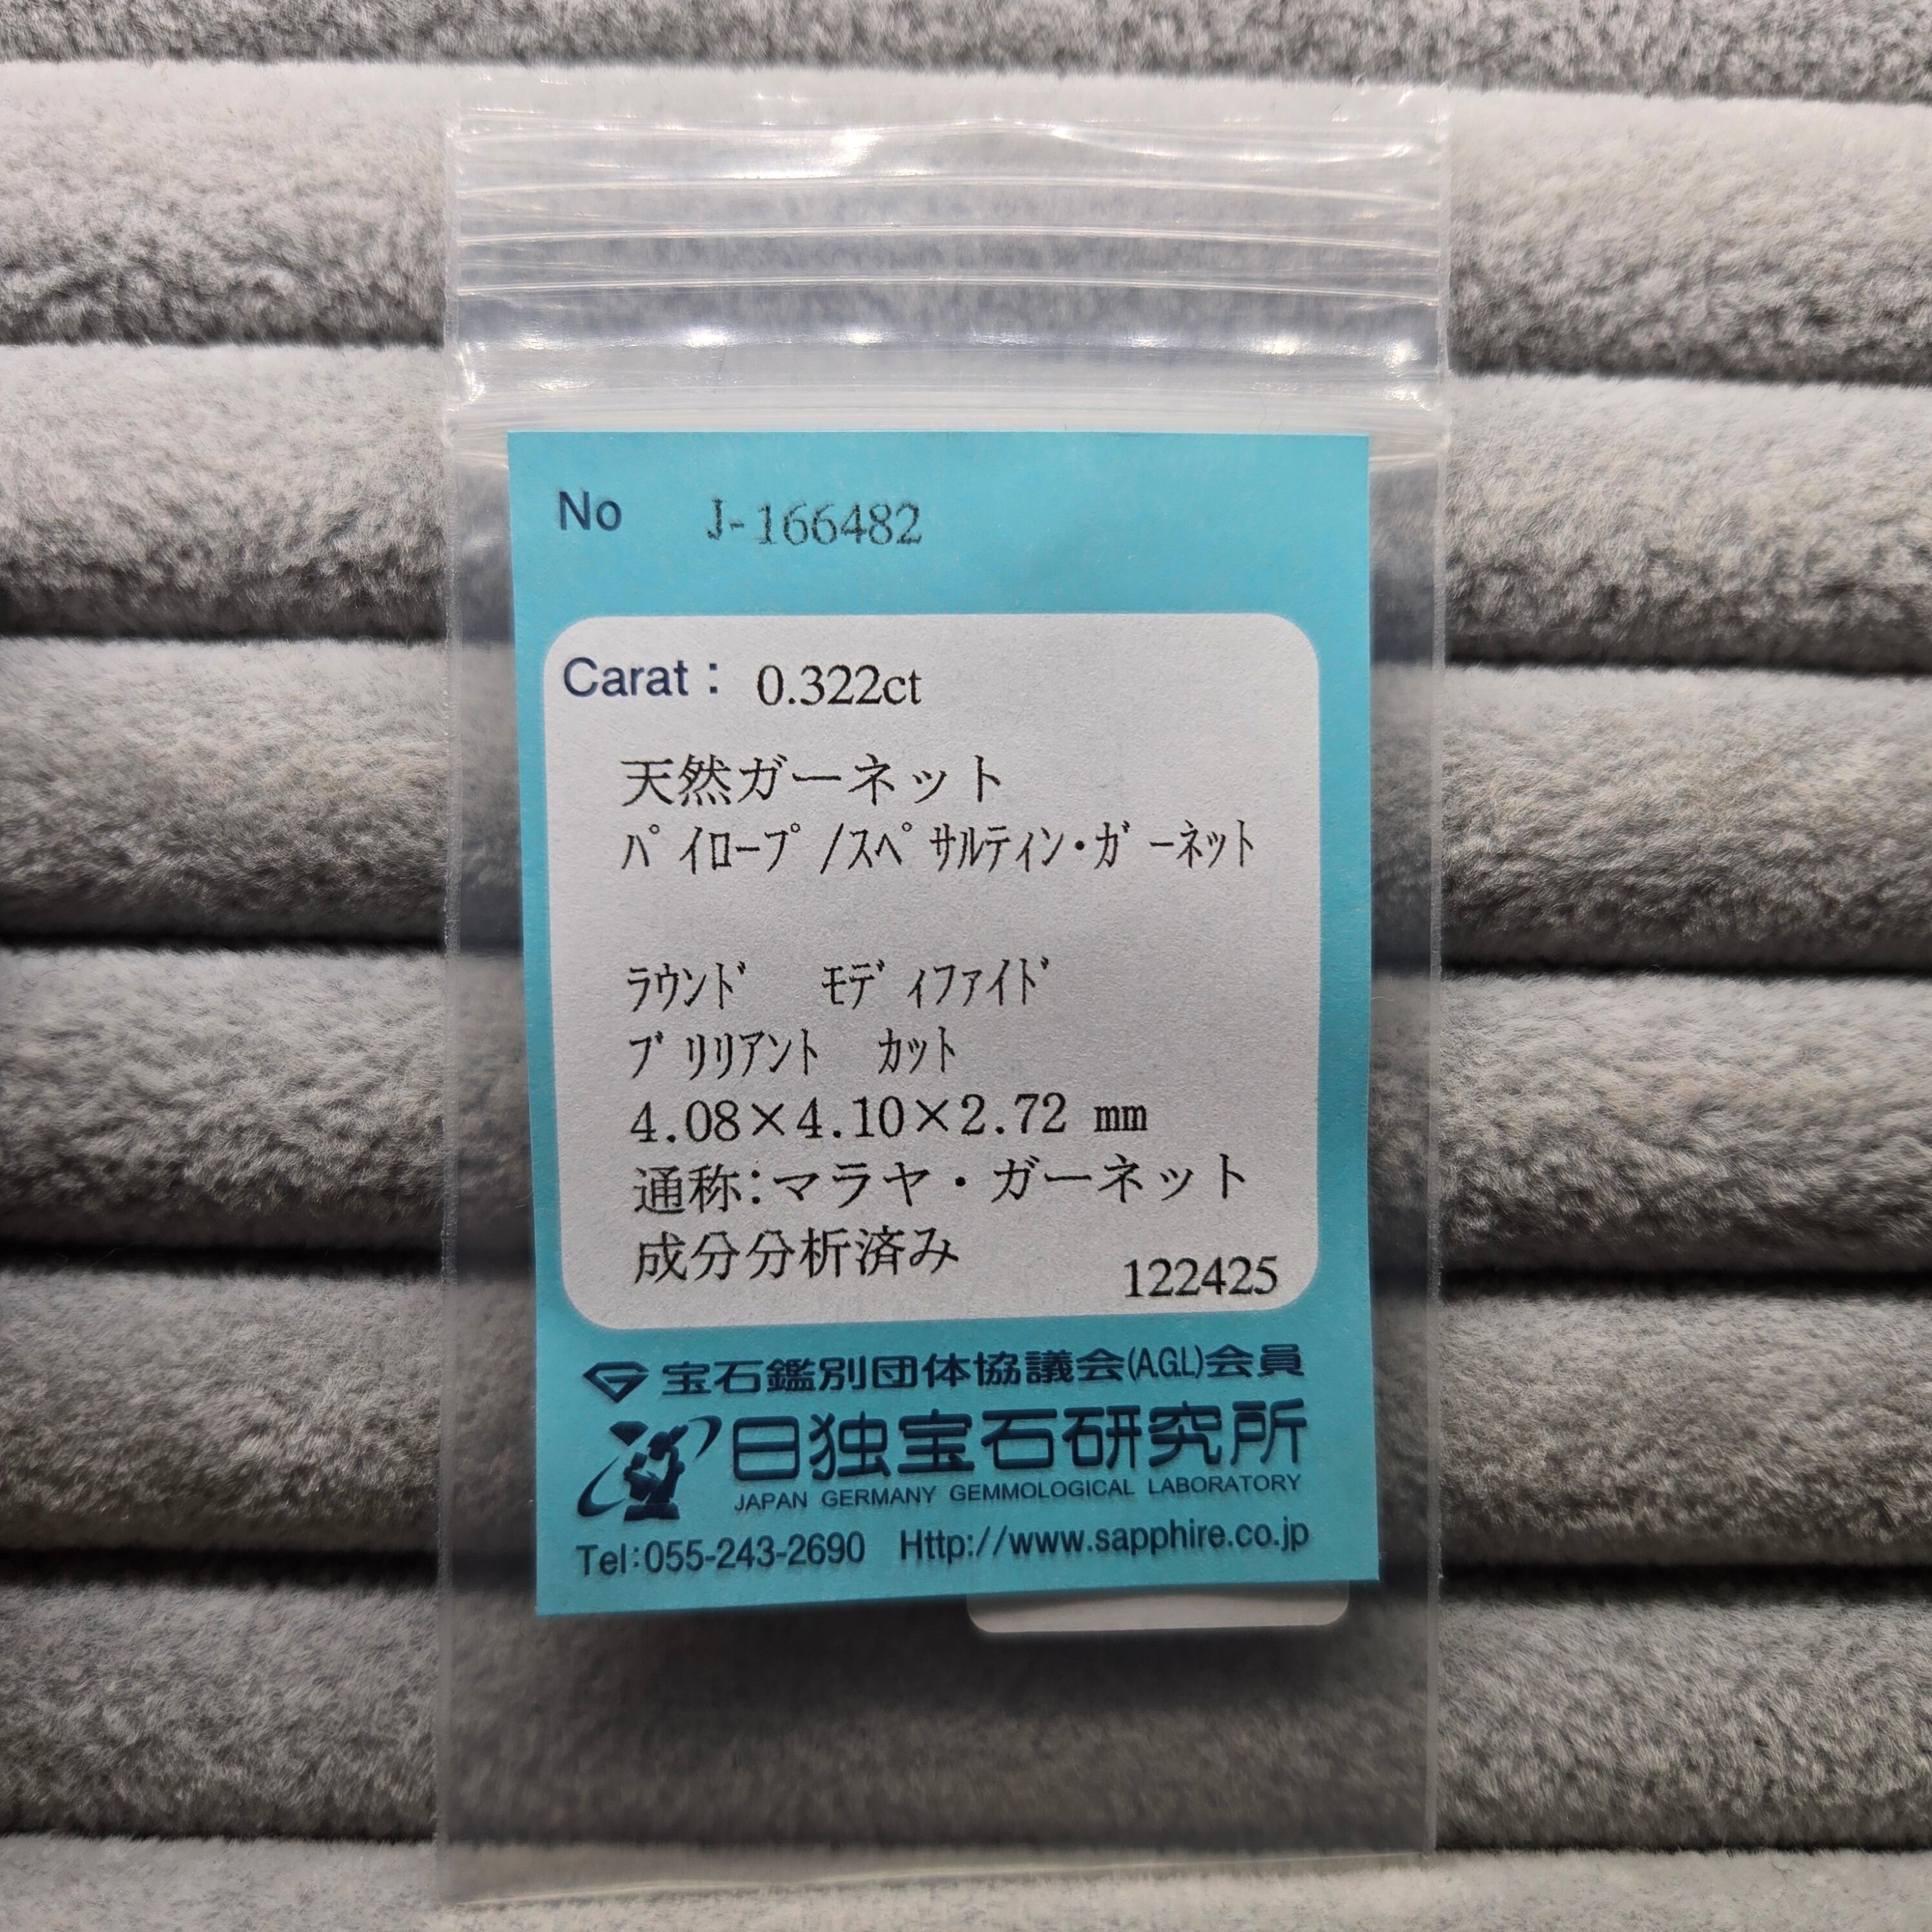 No J-166482
Carat: 0.322ct
天然ガーネット
ﾊﾟｲﾛｰﾌﾟ/ｽﾍﾟｻﾙﾃｨﾝ･ｶﾞｰﾈｯﾄ
ﾗｳﾝﾄﾞ ﾓﾃﾞｨﾌｧｲﾄﾞ
ﾌﾞﾘﾘｱﾝﾄ ｶｯﾄ
4.08×4.10×2.72 mm
通称:マラヤ・ガーネット
成分分析済み
122425
宝石鑑別団体協議会(AGL)会員
日独宝石研究所
JAPAN GERMANY GEMMOLOGICAL LABORATORY
Tel:055-243-2690 Http://www.sapphire.co.jp